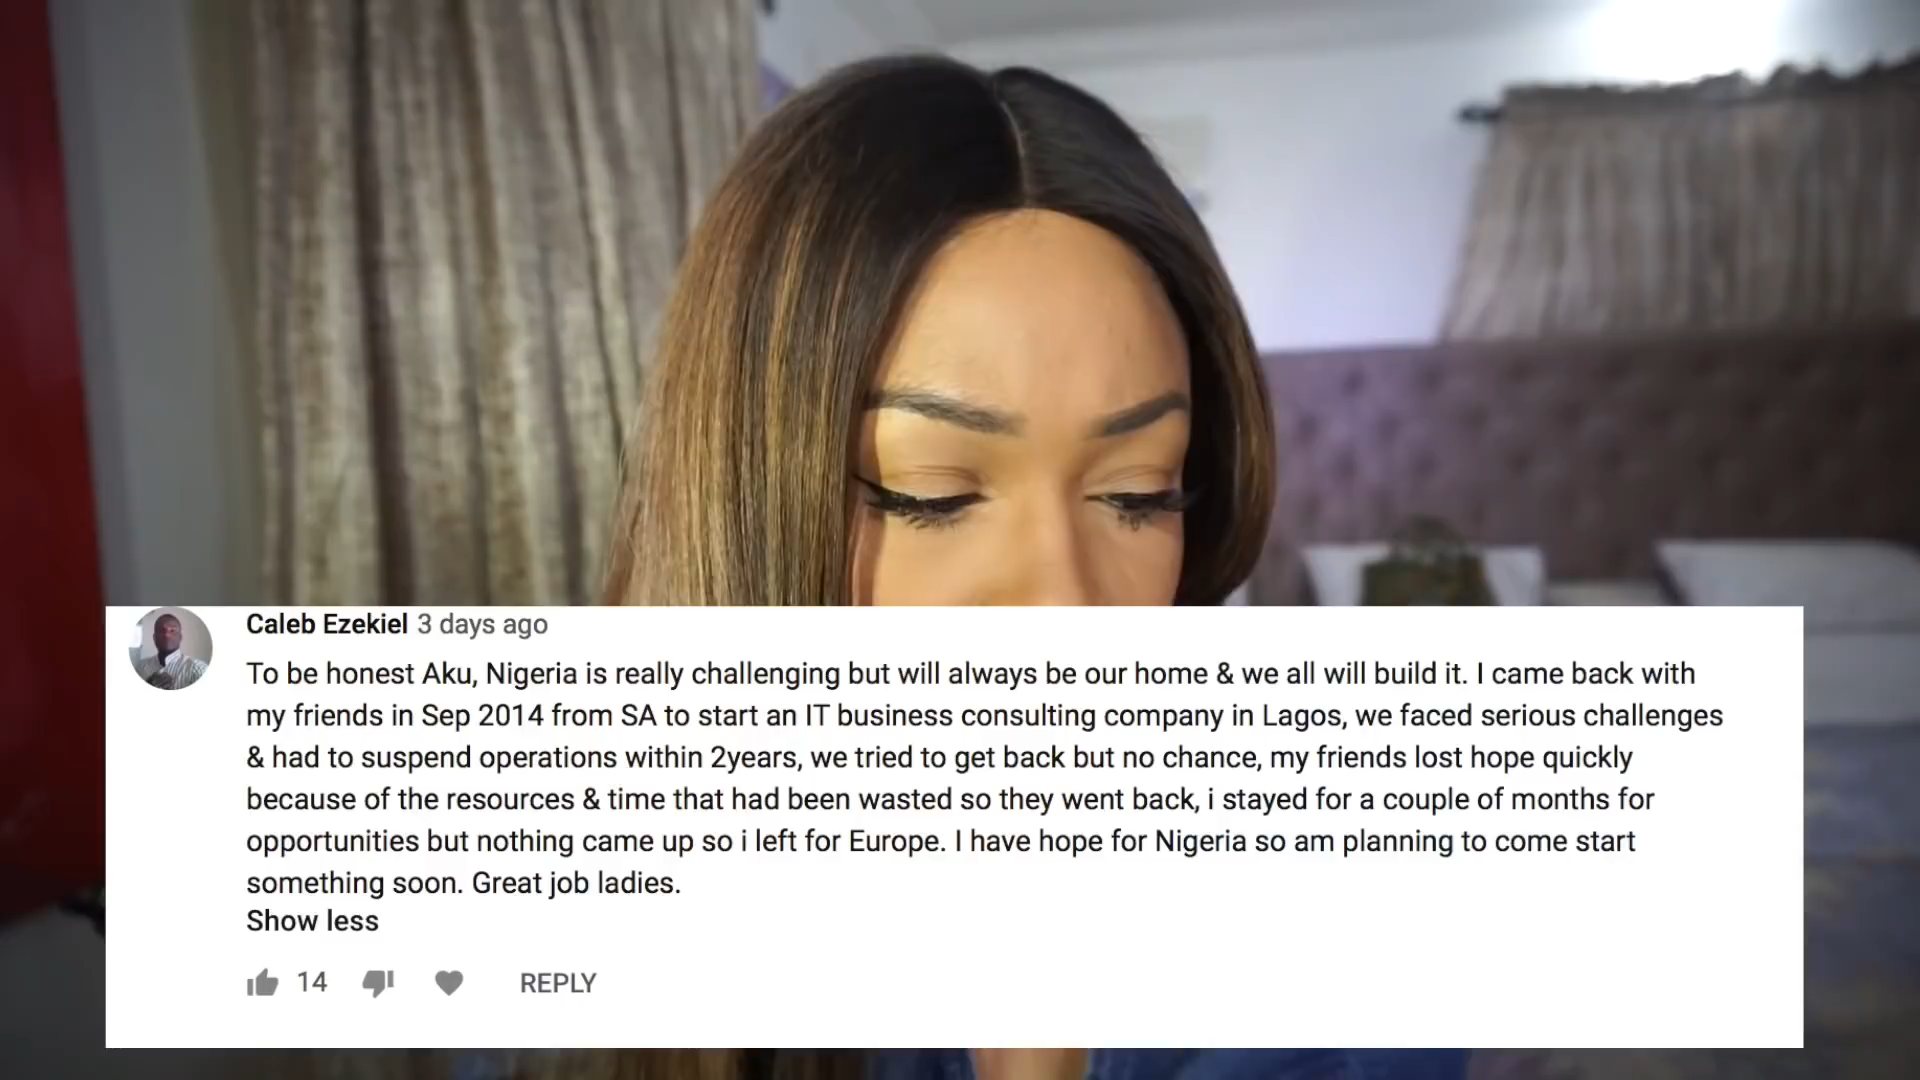 Caleb Ezekiel 3 days ago
To be honest Aku, Nigeria is really challenging but will always be our home & we all will build it. I came back with
my friends in Sep 2014 from SA to start an IT business consulting company in Lagos, we faced serious challenges
& had to suspend operations within 2years, we tried to get back but no chance, my friends lost hope quickly
because of the resources & time that had been wasted so they went back, i stayed for a couple of months for
opportunities but nothing came up so i left for Europe. I have hope for Nigeria so am planning to come start
something soon. Great job ladies.
Show less
14 REPLY